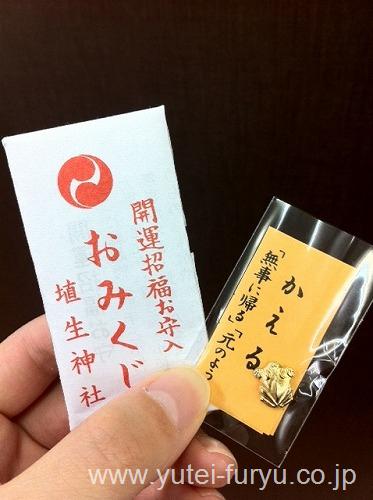 開運招福お守入
おみくじ
埴生神社
かえる
「無事に帰る」「元のよう
www.yutei-furyu.co.jp